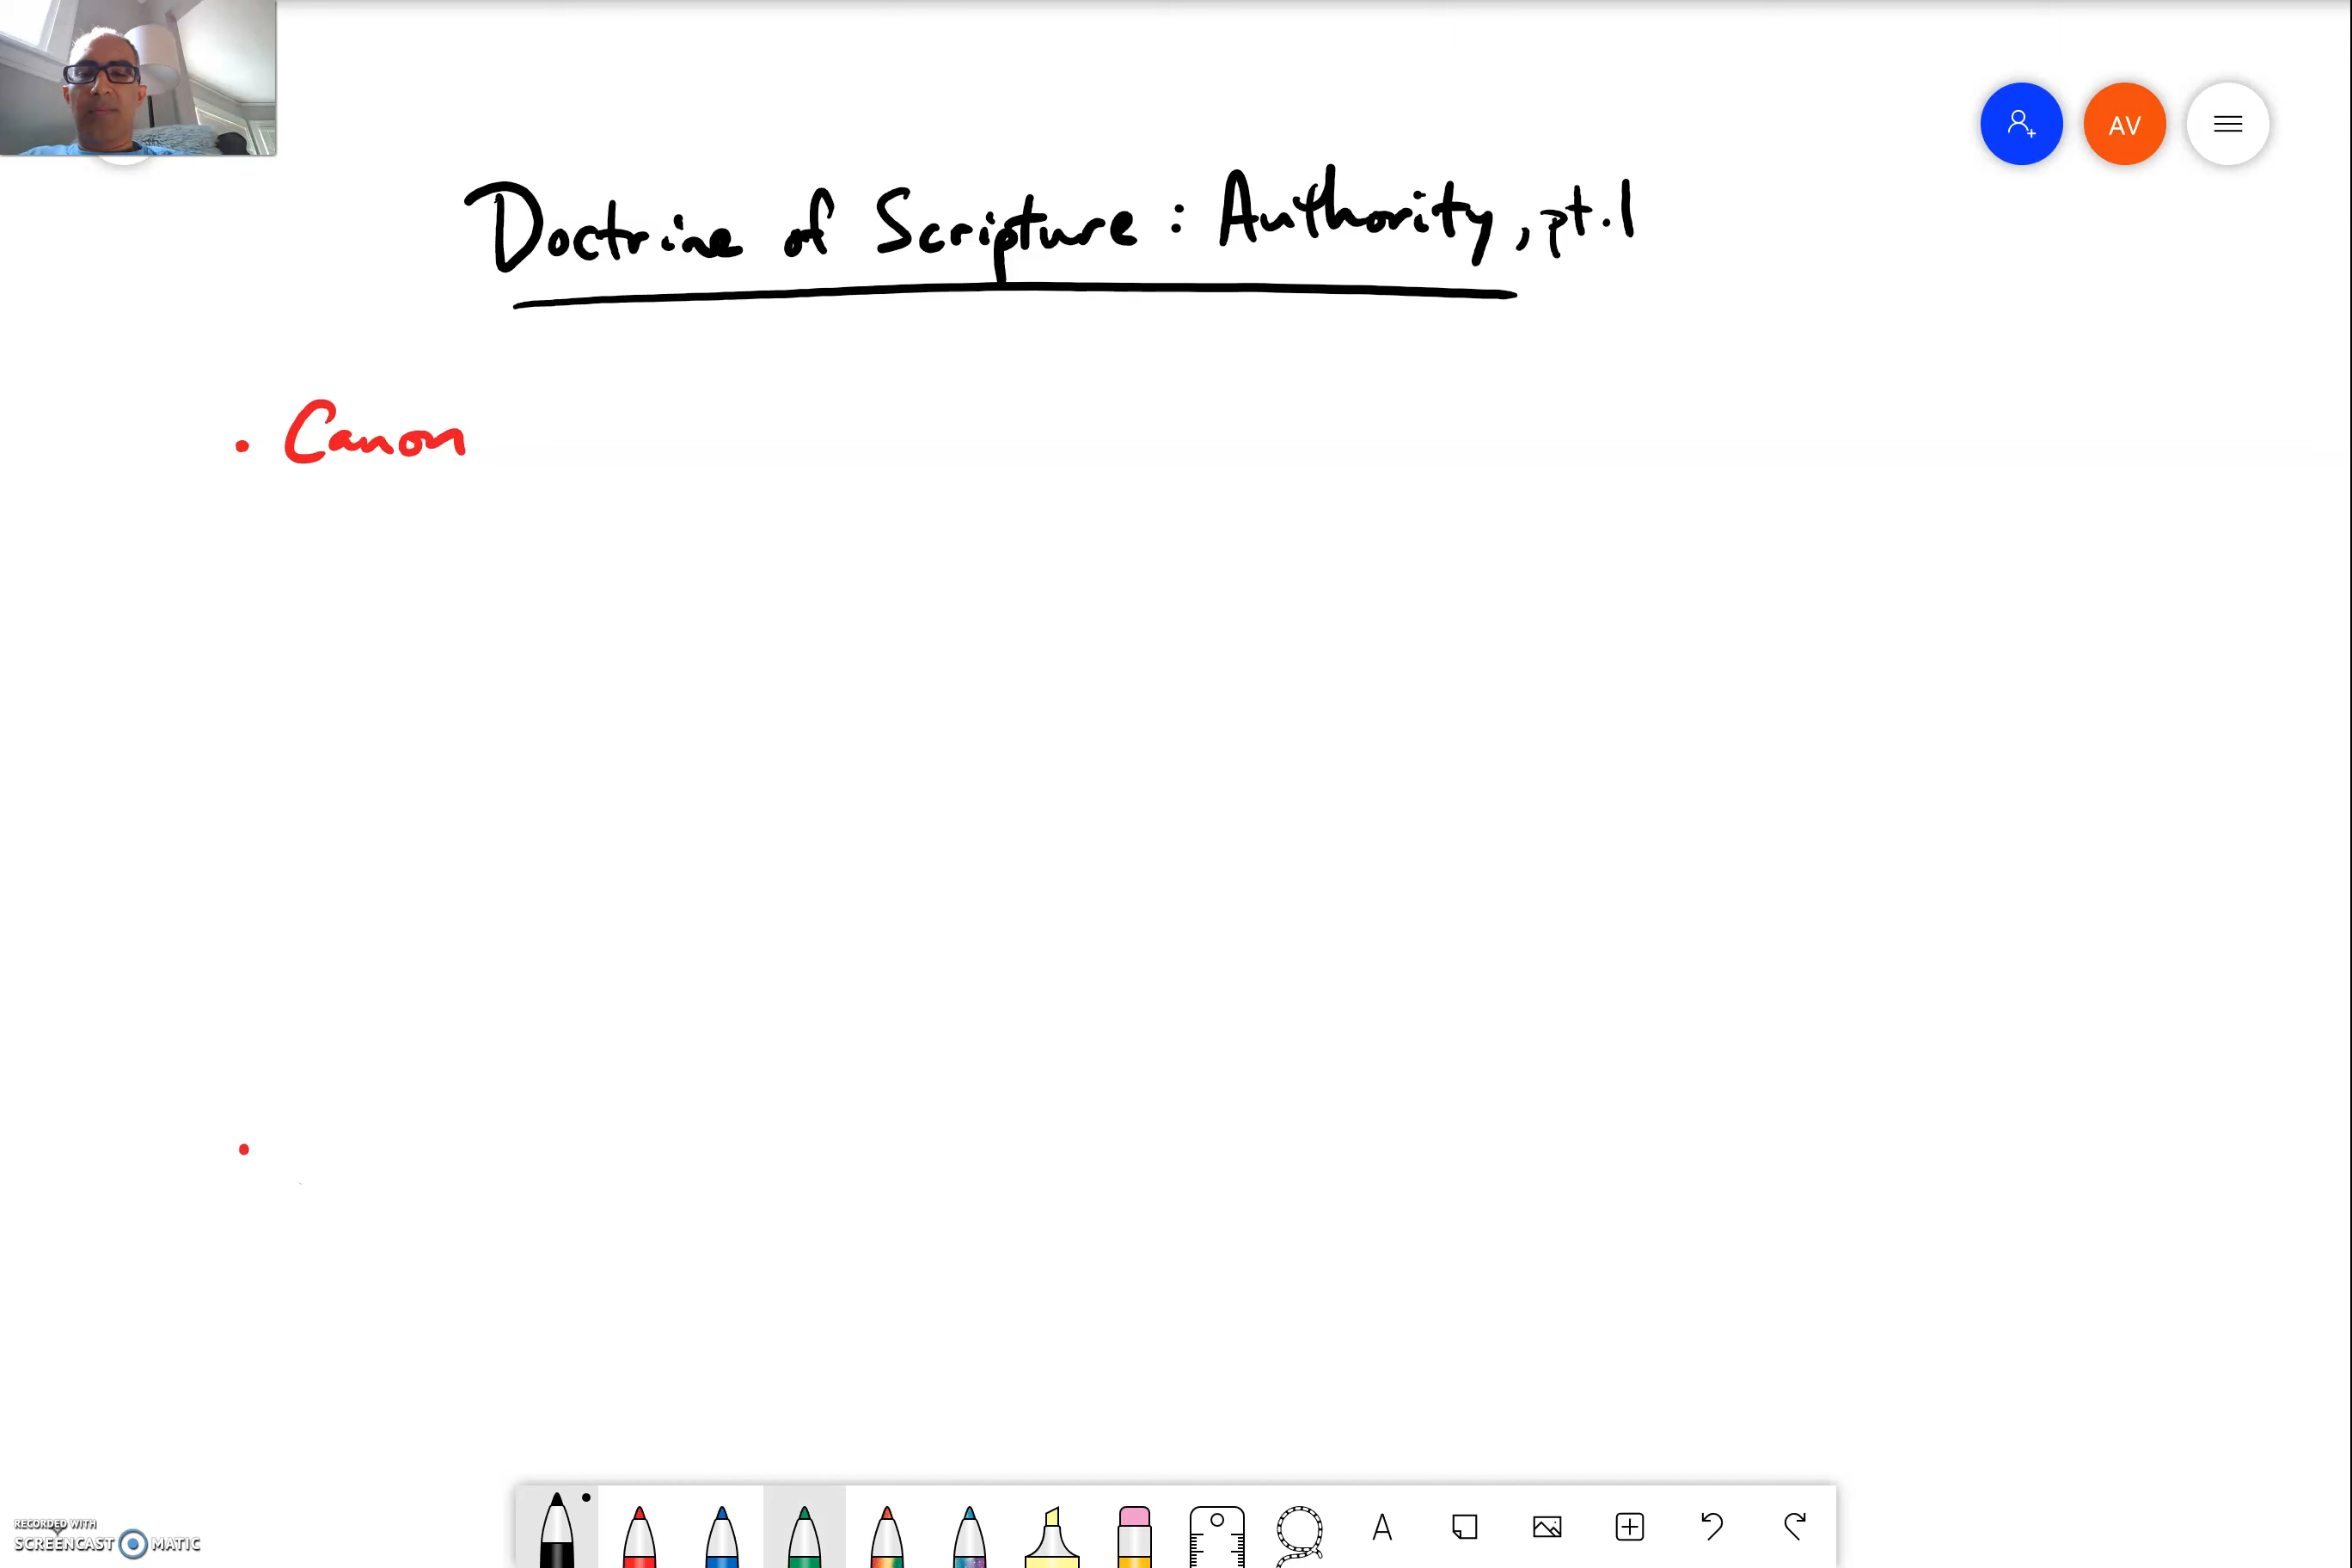 AV
Doctrine of Scripture : Authority, pt. 1
• Canon
•
A
RECORDED WITH
SCREENCAST MATIC